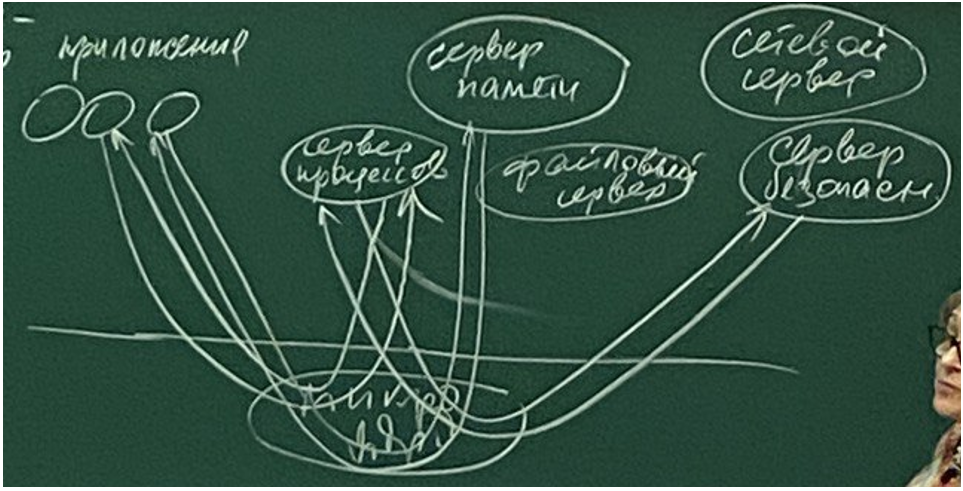 приложения
сервер
памяти
сетевой
сервер
сервер
процессов
файловый
сервер
сервер
безопасн.
микро
ядро